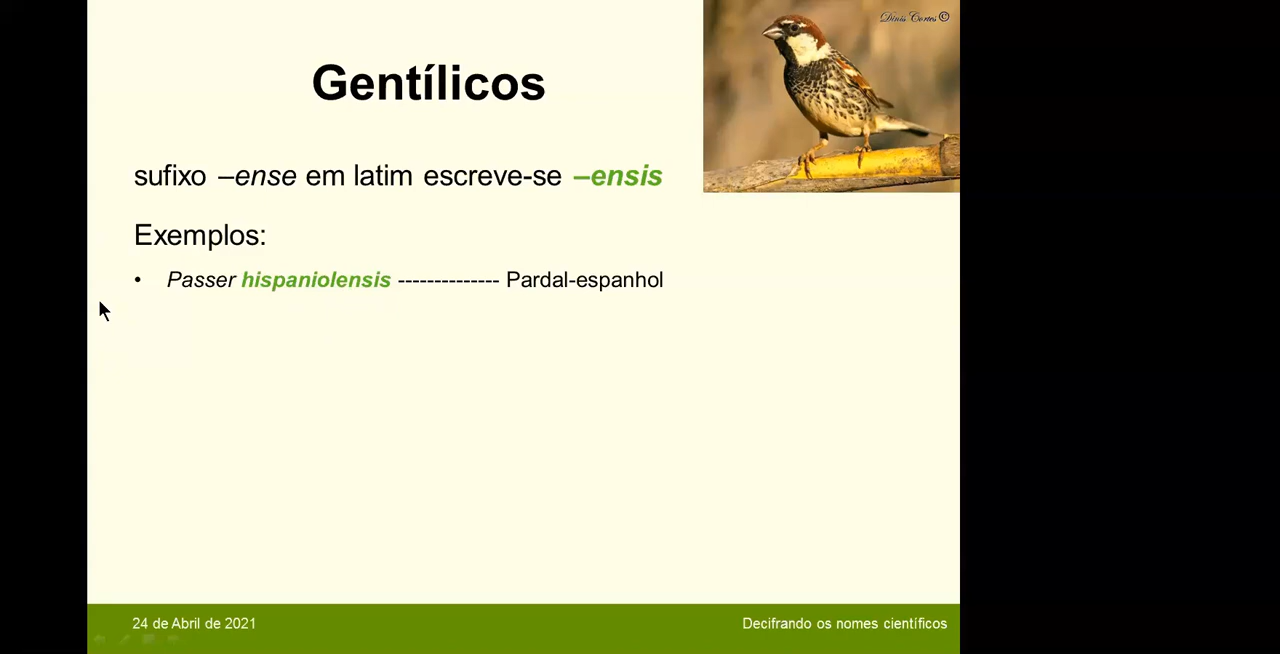 Dinis Cortes ©
Gentílicos
sufixo –ense em latim escreve-se –ensis
Exemplos:
• Passer hispaniolensis -------------- Pardal-espanhol
24 de Abril de 2021
Decifrando os nomes científicos